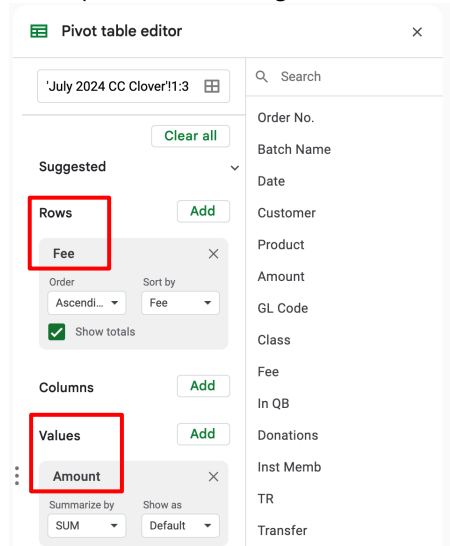 Pivot table editor
'July 2024 CC Clover'!1:3
Clear all
Suggested
Rows
Add
Fee
Order
Sort by
Ascendi...
Fee
Show totals
Columns
Add
Values
Add
Amount
Summarize by
Show as
SUM
Default
Search
Order No.
Batch Name
Date
Customer
Product
Amount
GL Code
Class
Fee
In QB
Donations
Inst Memb
TR
Transfer